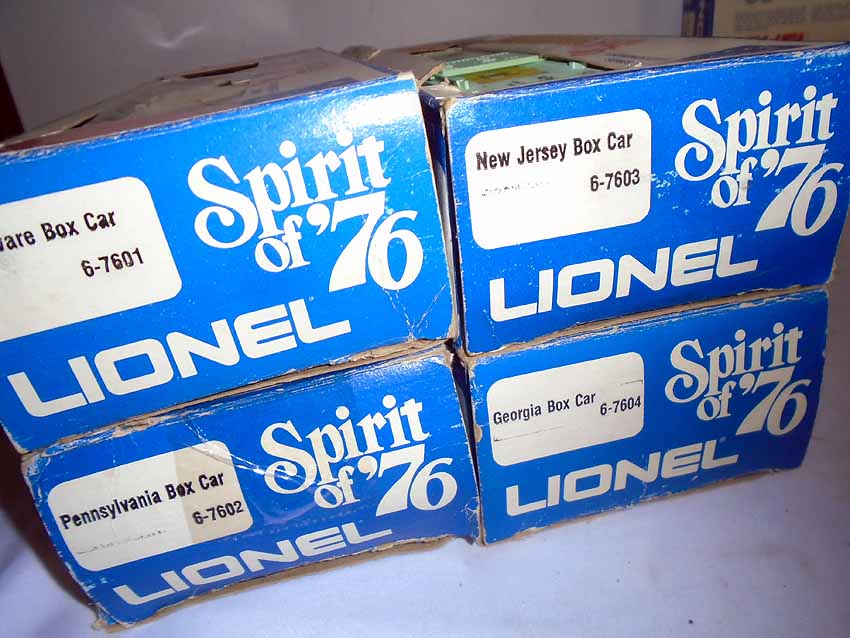 ware Box Car
6-7601
Spirit
of '76
LIONEL
New Jersey Box Car
6-7603
Spirit
of '76
LIONEL
Pennsylvania Box Car
6-7602
Spirit
of '76
LIONEL
Georgia Box Car
6-7604
Spirit
of '76
LIONEL